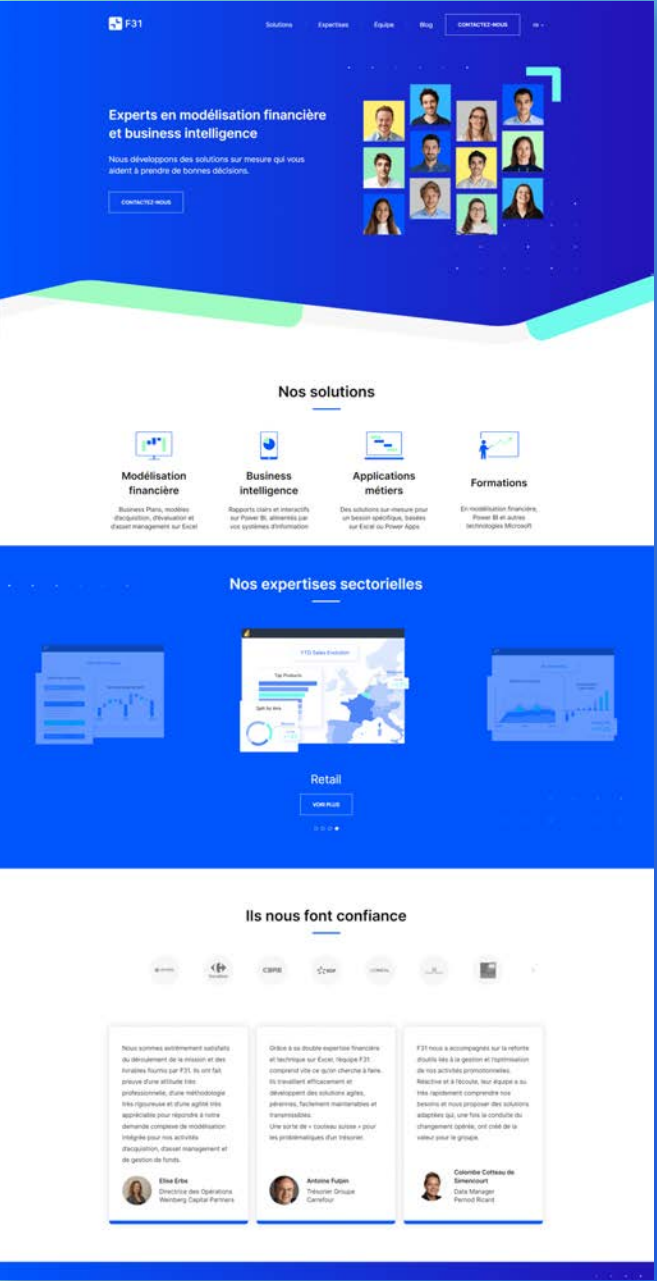 F31
Solutions Expertises Équipe Blog CONTACTEZ-NOUS
Experts en modélisation financière
et business intelligence
Nous développons des solutions sur mesure qui vous
aident à prendre de bonnes décisions.
CONTACTEZ-NOUS
Nos solutions
Modélisation
financière
Business Plans, modèles
d'acquisition, d'évaluation et
d'asset management sur Excel
Business
intelligence
Rapports clairs et interactifs
sur Power BI, alimentés par
vos systèmes d'information
Applications
métiers
Des solutions sur-mesure pour
un besoin spécifique, basées
sur Excel ou Power Apps
Formations
En modélisation financière,
Power BI et autres
technologies Microsoft
Nos expertises sectorielles
YTD Sales Evolution
Top Products
Split by Area
Retail
VOIR PLUS
Ils nous font confiance
Carrefour CBRE EDF L'ORÉAL
Nous sommes extrêmement satisfaits
du déroulement de la mission et des
livrables fournis par F31. Ils ont fait
preuve d'une attitude très
professionnelle, d'une méthodologie
très rigoureuse et d'une agilité très
appréciable pour répondre à notre
demande complexe de modélisation
intégrée pour nos activités
d'acquisition, d'asset management et
de gestion de fonds.
Elise Erbs
Directrice des Opérations
Weinberg Capital Partners
Grâce à sa double expertise financière
et technique sur Excel, l'équipe F31
comprend vite ce qu'on cherche à faire.
Ils travaillent efficacement et
développent des solutions agiles,
pérennes, facilement maintenables et
transmissibles.
Une sorte de « couteau suisse » pour
les problématiques d'un trésorier.
Antoine Fulpin
Trésorier Groupe
Carrefour
F31 nous a accompagnés sur la refonte
d'outils liés à la gestion et l'optimisation
de nos activités promotionnelles.
Réactive et à l'écoute, leur équipe a su
très rapidement comprendre nos
besoins et nous proposer des solutions
adaptées qui, une fois la conduite du
changement opérée, ont créé de la
valeur pour le groupe.
Colombe Cotteau de
Simencourt
Data Manager
Pernod Ricard